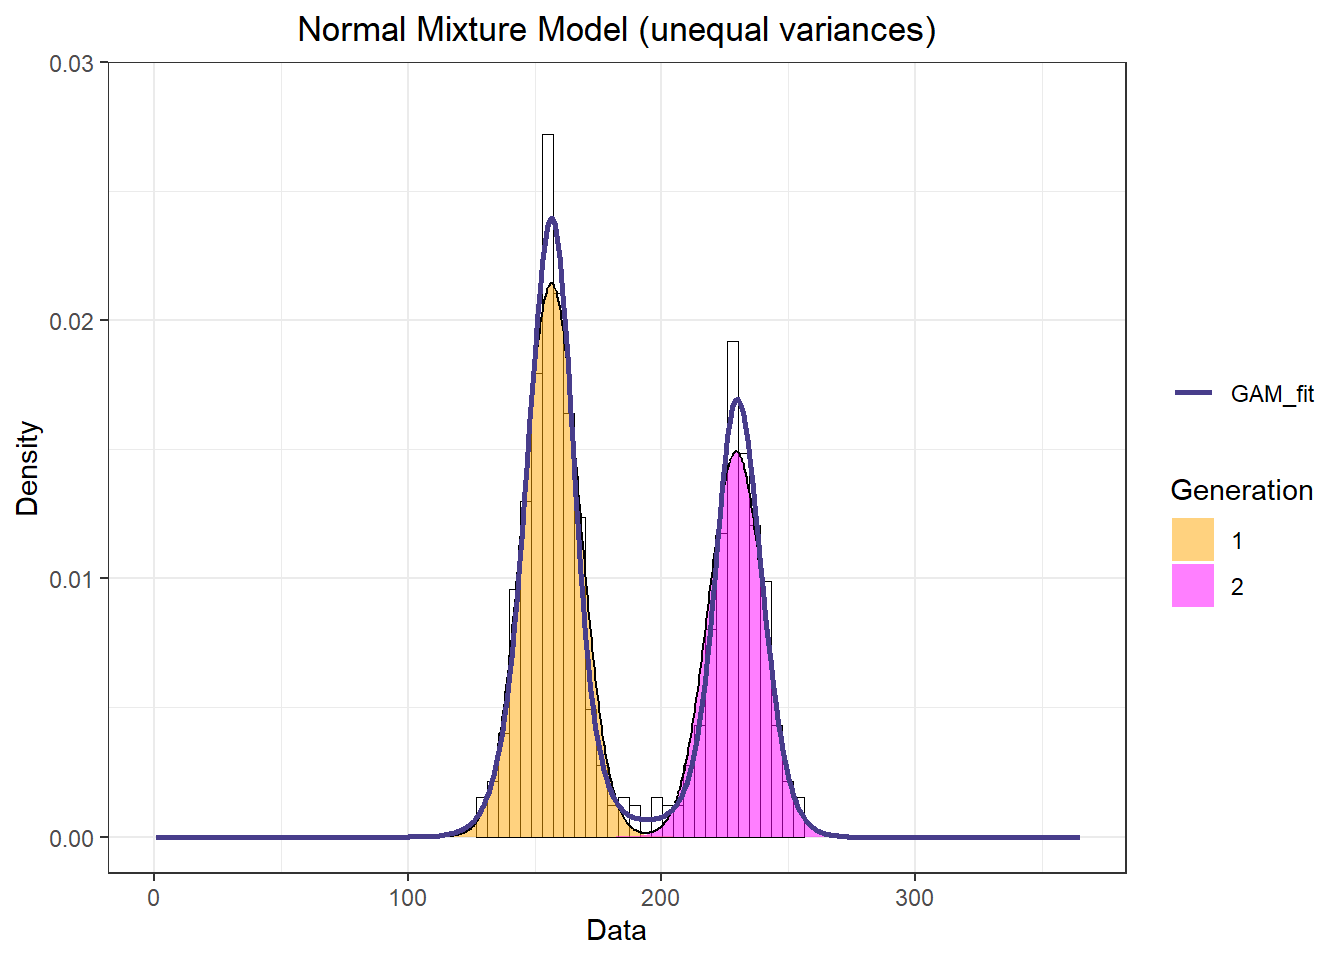 Normal Mixture Model (unequal variances)
0.03
0.02
0.01
0.00
Density
0
100
200
300
Data
GAM_fit
Generation
1
2